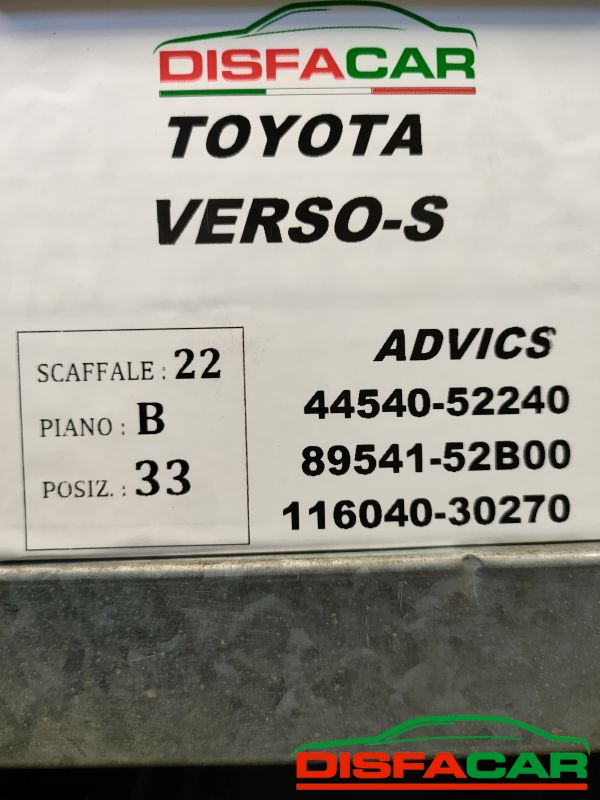 DISFACAR
TOYOTA
VERSO-S
SCAFFALE : 22
PIANO : B
POSIZ. : 33
ADVICS
44540-52240
89541-52B00
116040-30270
DISFACAR